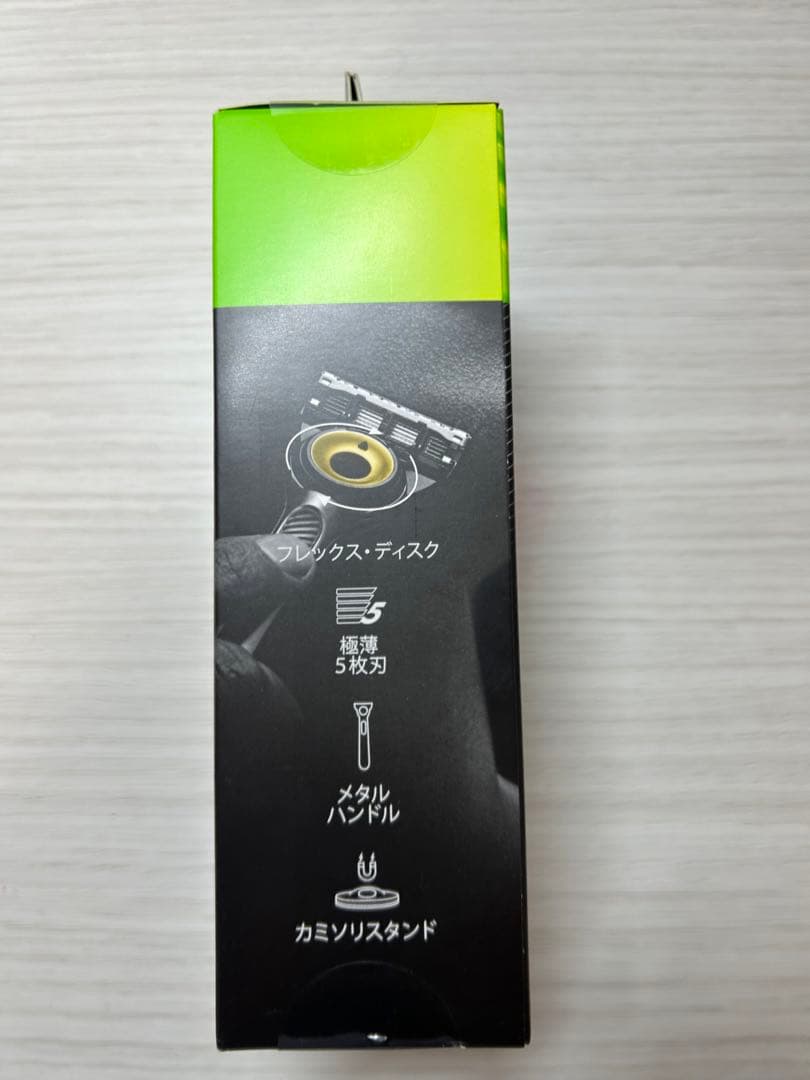 フレックス・ディスク
5
極薄
5枚刃
メタル
ハンドル
カミソリスタンド